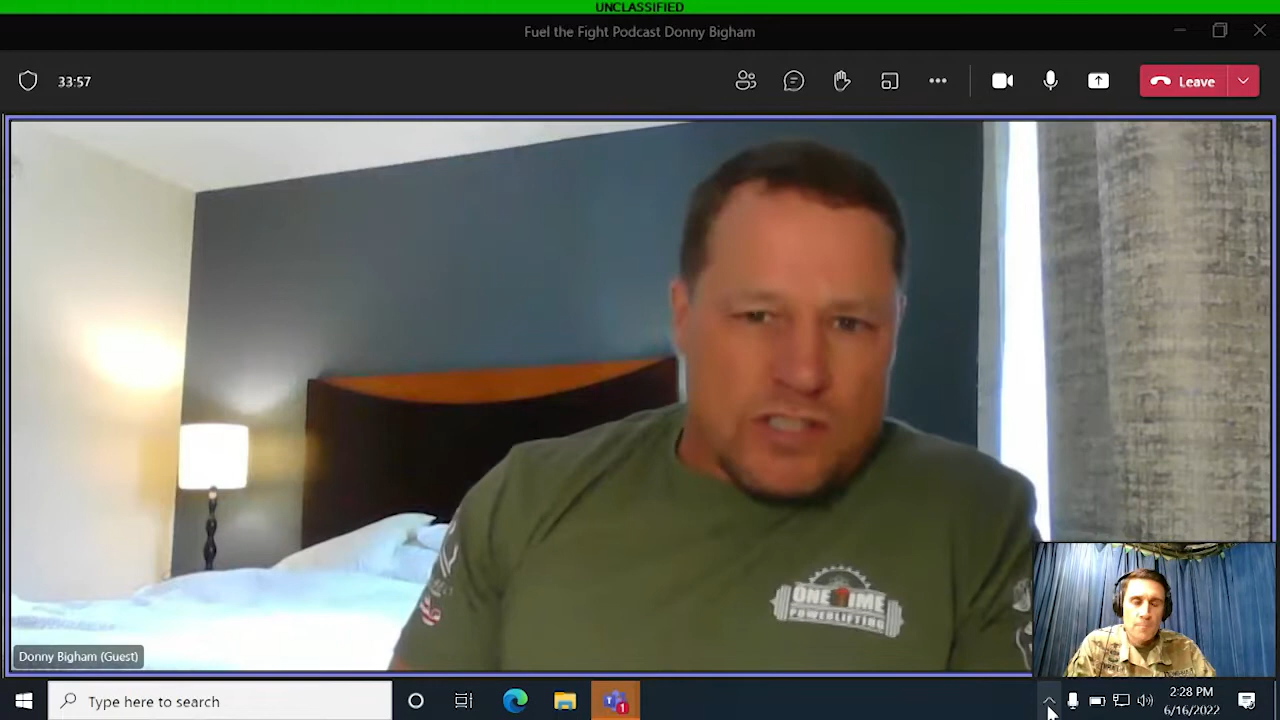 UNCLASSIFIED
Fuel the Fight Podcast Donny Bigham
33:57
Leave
ONE TIME
POWERLIFTING
Donny Bigham (Guest)
Type here to search
1
2:28 PM
6/16/2022